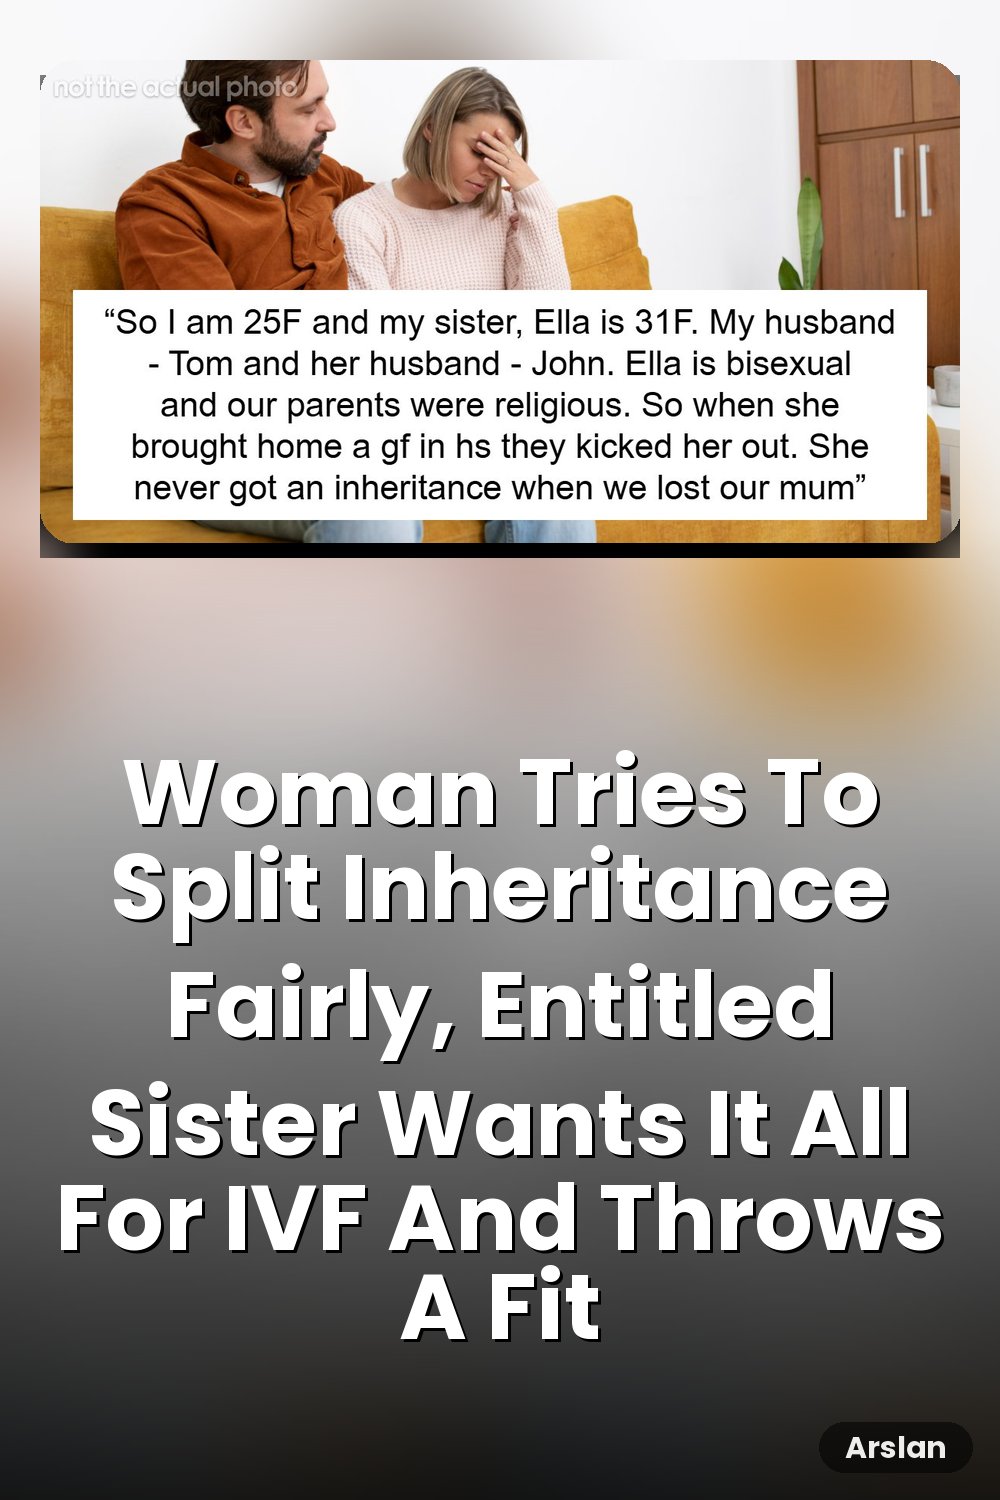 not the actual photo
“So I am 25F and my sister, Ella is 31F. My husband
- Tom and her husband - John. Ella is bisexual
and our parents were religious. So when she
brought home a gf in hs they kicked her out. She
never got an inheritance when we lost our mum”
Woman Tries To
Split Inheritance
Fairly, Entitled
Sister Wants It All
For IVF And Throws
A Fit
Arslan